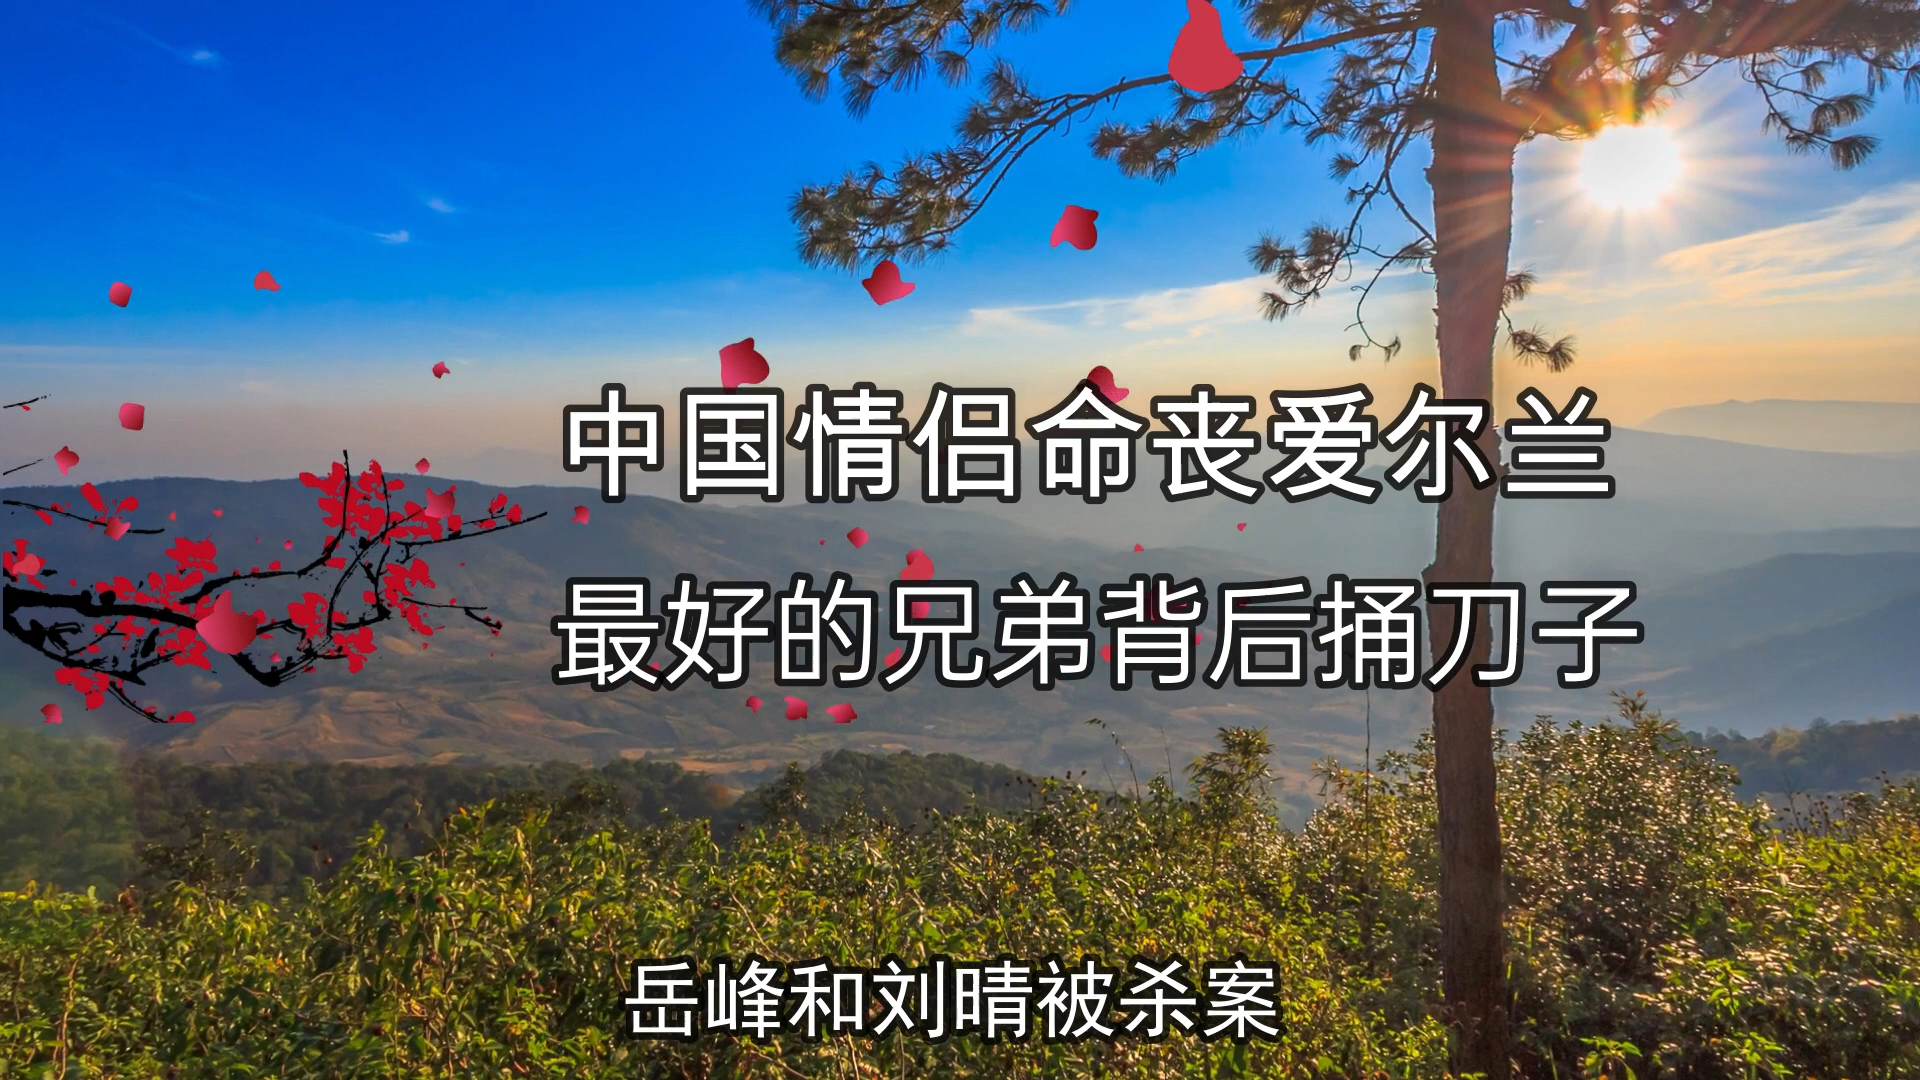 中国情侣命丧爱尔兰
最好的兄弟背后捅刀子
岳峰和刘晴被杀案